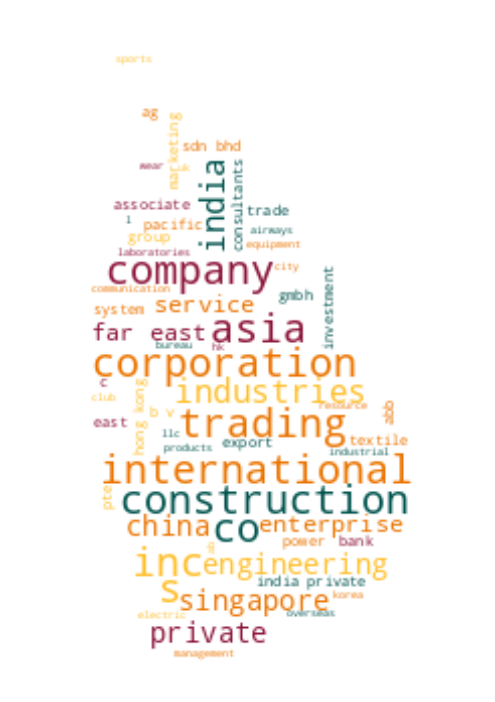 sports
ag
marketing
sdn bhd
wear
india
consultants
associate
trade
l
pacific
airways
group
equipment
laboratories
company
city
communication
gmbh
investment
system
service
far east
asia
bureau
hk
corporation
c
industries
hong kong
club
resource
b v
abb
east
trading
llc
export
textile
products
industrial
international
pte
construction
china
co
enterprise
power
bank
inc
engineering
s
india private
singapore
korea
electric
overseas
private
management